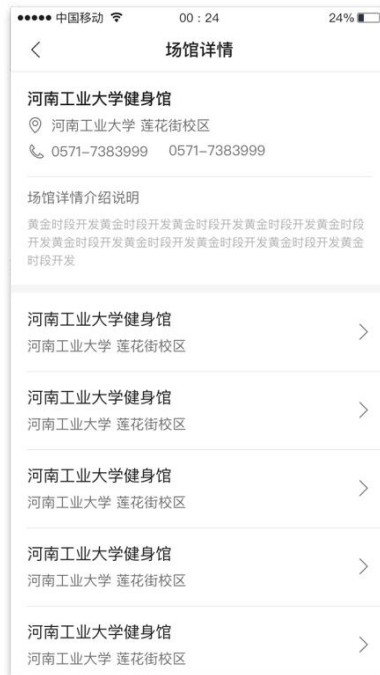 中国移动 00 : 24 24%
场馆详情
河南工业大学健身馆
河南工业大学 莲花街校区
0571-7383999 0571-7383999
场馆详情介绍说明
黄金时段开发黄金时段开发黄金时段开发黄金时段开发黄金时段
开发黄金时段开发黄金时段开发黄金时段开发黄金时段开发黄金
时段开发
河南工业大学健身馆
河南工业大学 莲花街校区
河南工业大学健身馆
河南工业大学 莲花街校区
河南工业大学健身馆
河南工业大学 莲花街校区
河南工业大学健身馆
河南工业大学 莲花街校区
河南工业大学健身馆
河南工业大学 莲花街校区